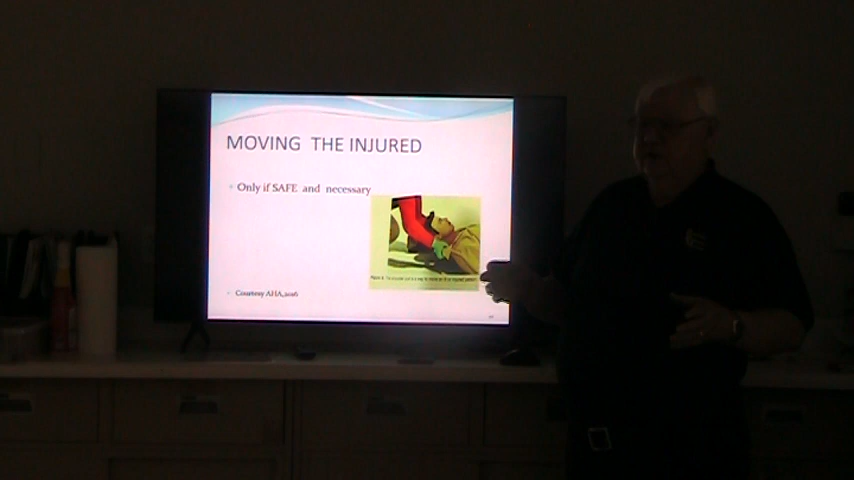 MOVING THE INJURED
Only if SAFE and necessary
Courtesy AHA,2016